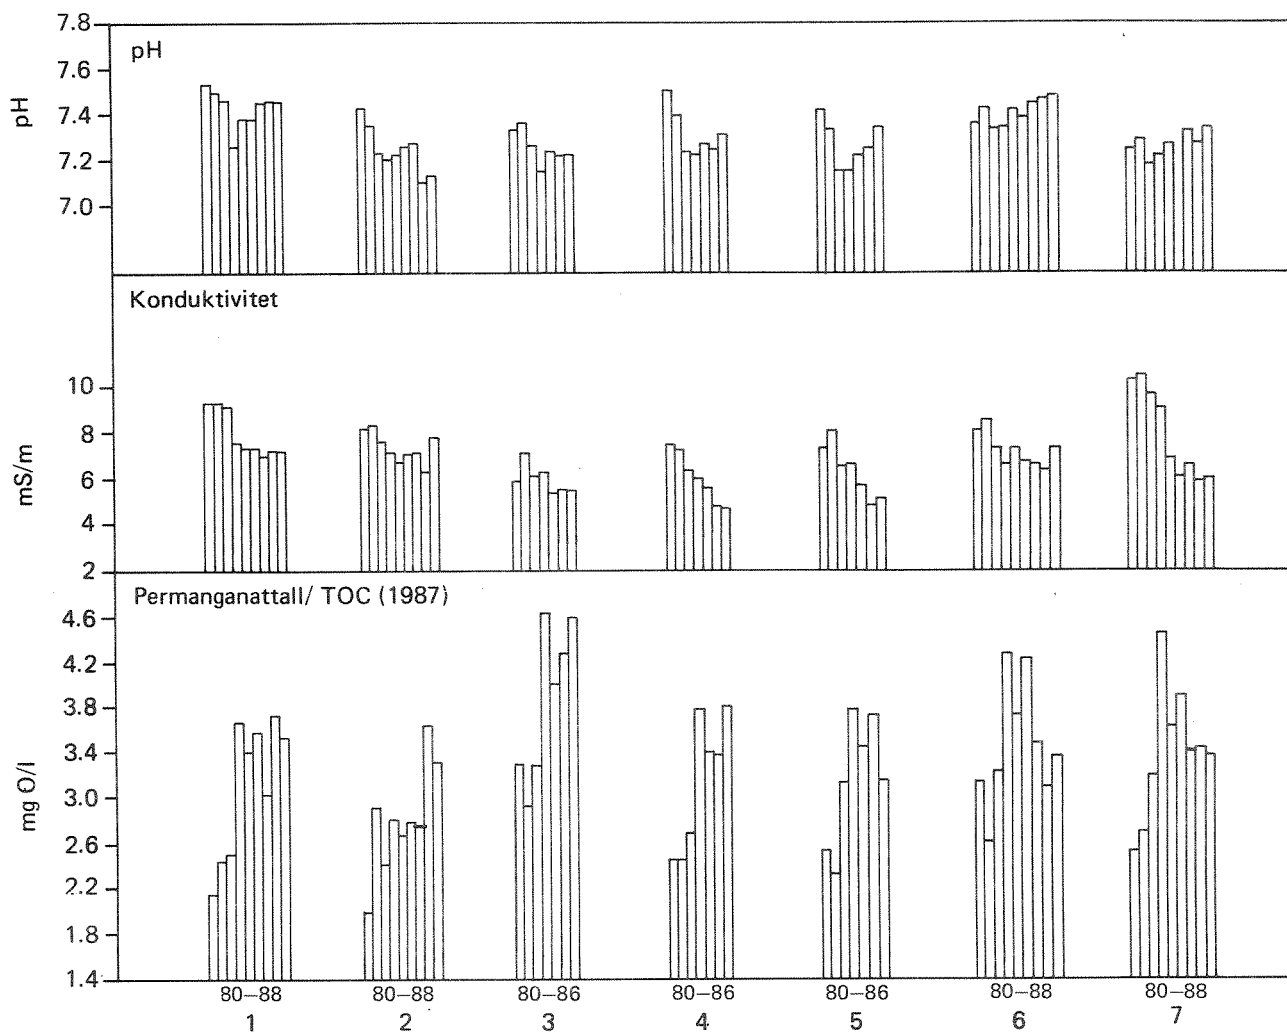 7.8
pH
7.6
7.4
7.2
7.0
pH
Konduktivitet
10
8
6
4
2
mS/m
Permanganattall/ TOC (1987)
4.6
4.2
3.8
3.4
3.0
2.6
2.2
1.8
1.4
mg O/l
80–88 80–88 80–86 80–86 80–86 80–88 80–88
1 2 3 4 5 6 7